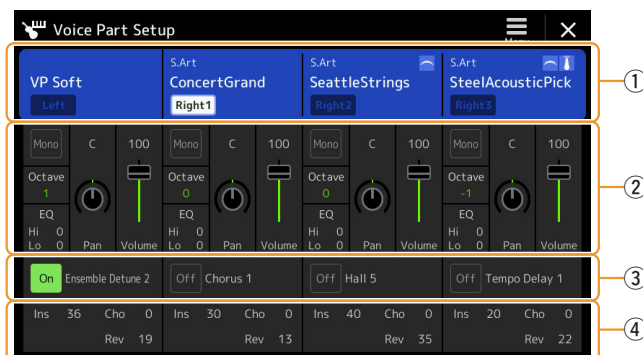 Voice Part Setup
Menu
S.Art S.Art S.Art
VP Soft ConcertGrand SeattleStrings SteelAcousticPick
Left Right1 Right2 Right3
①
Mono C 100 Mono C 100 Mono C 100 Mono C 100
Octave Octave Octave Octave
1 0 0 -1
②
EQ EQ EQ EQ
Hi 0 Hi 0 Hi 0 Hi 0
Lo 0 Pan Volume Lo 0 Pan Volume Lo 0 Pan Volume Lo 0 Pan Volume
On Ensemble Detune 2 Off Chorus 1 Off Hall 5 Off Tempo Delay 1
③
Ins 36 Cho 0 Ins 30 Cho 0 Ins 40 Cho 0 Ins 20 Cho 0
④
Rev 19 Rev 13 Rev 35 Rev 22